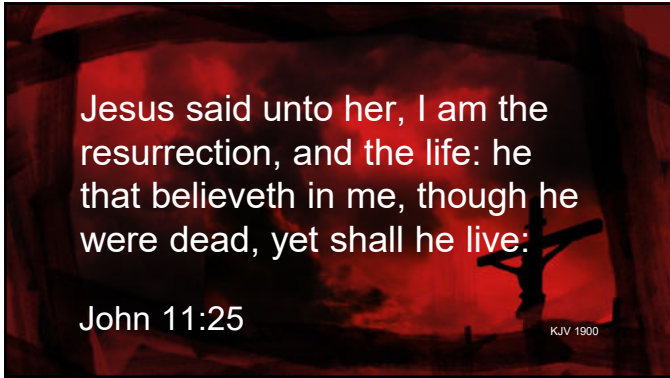 Jesus said unto her, I am the
resurrection, and the life: he
that believeth in me, though he
were dead, yet shall he live:
John 11:25
KJV 1900